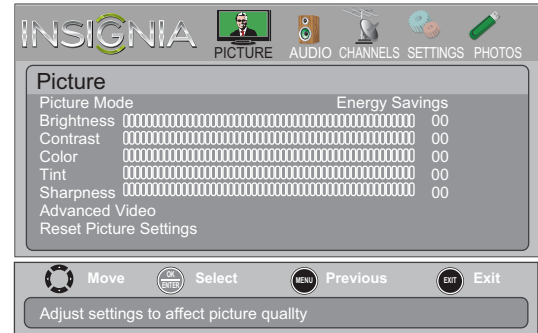 INSIGNIA PICTURE AUDIO CHANNELS SETTINGS PHOTOS
Picture
Picture Mode Energy Savings
Brightness 00
Contrast 00
Color 00
Tint 00
Sharpness 00
Advanced Video
Reset Picture Settings
Move OK ENTER Select MENU Previous EXIT Exit
Adjust settings to affect picture quallty